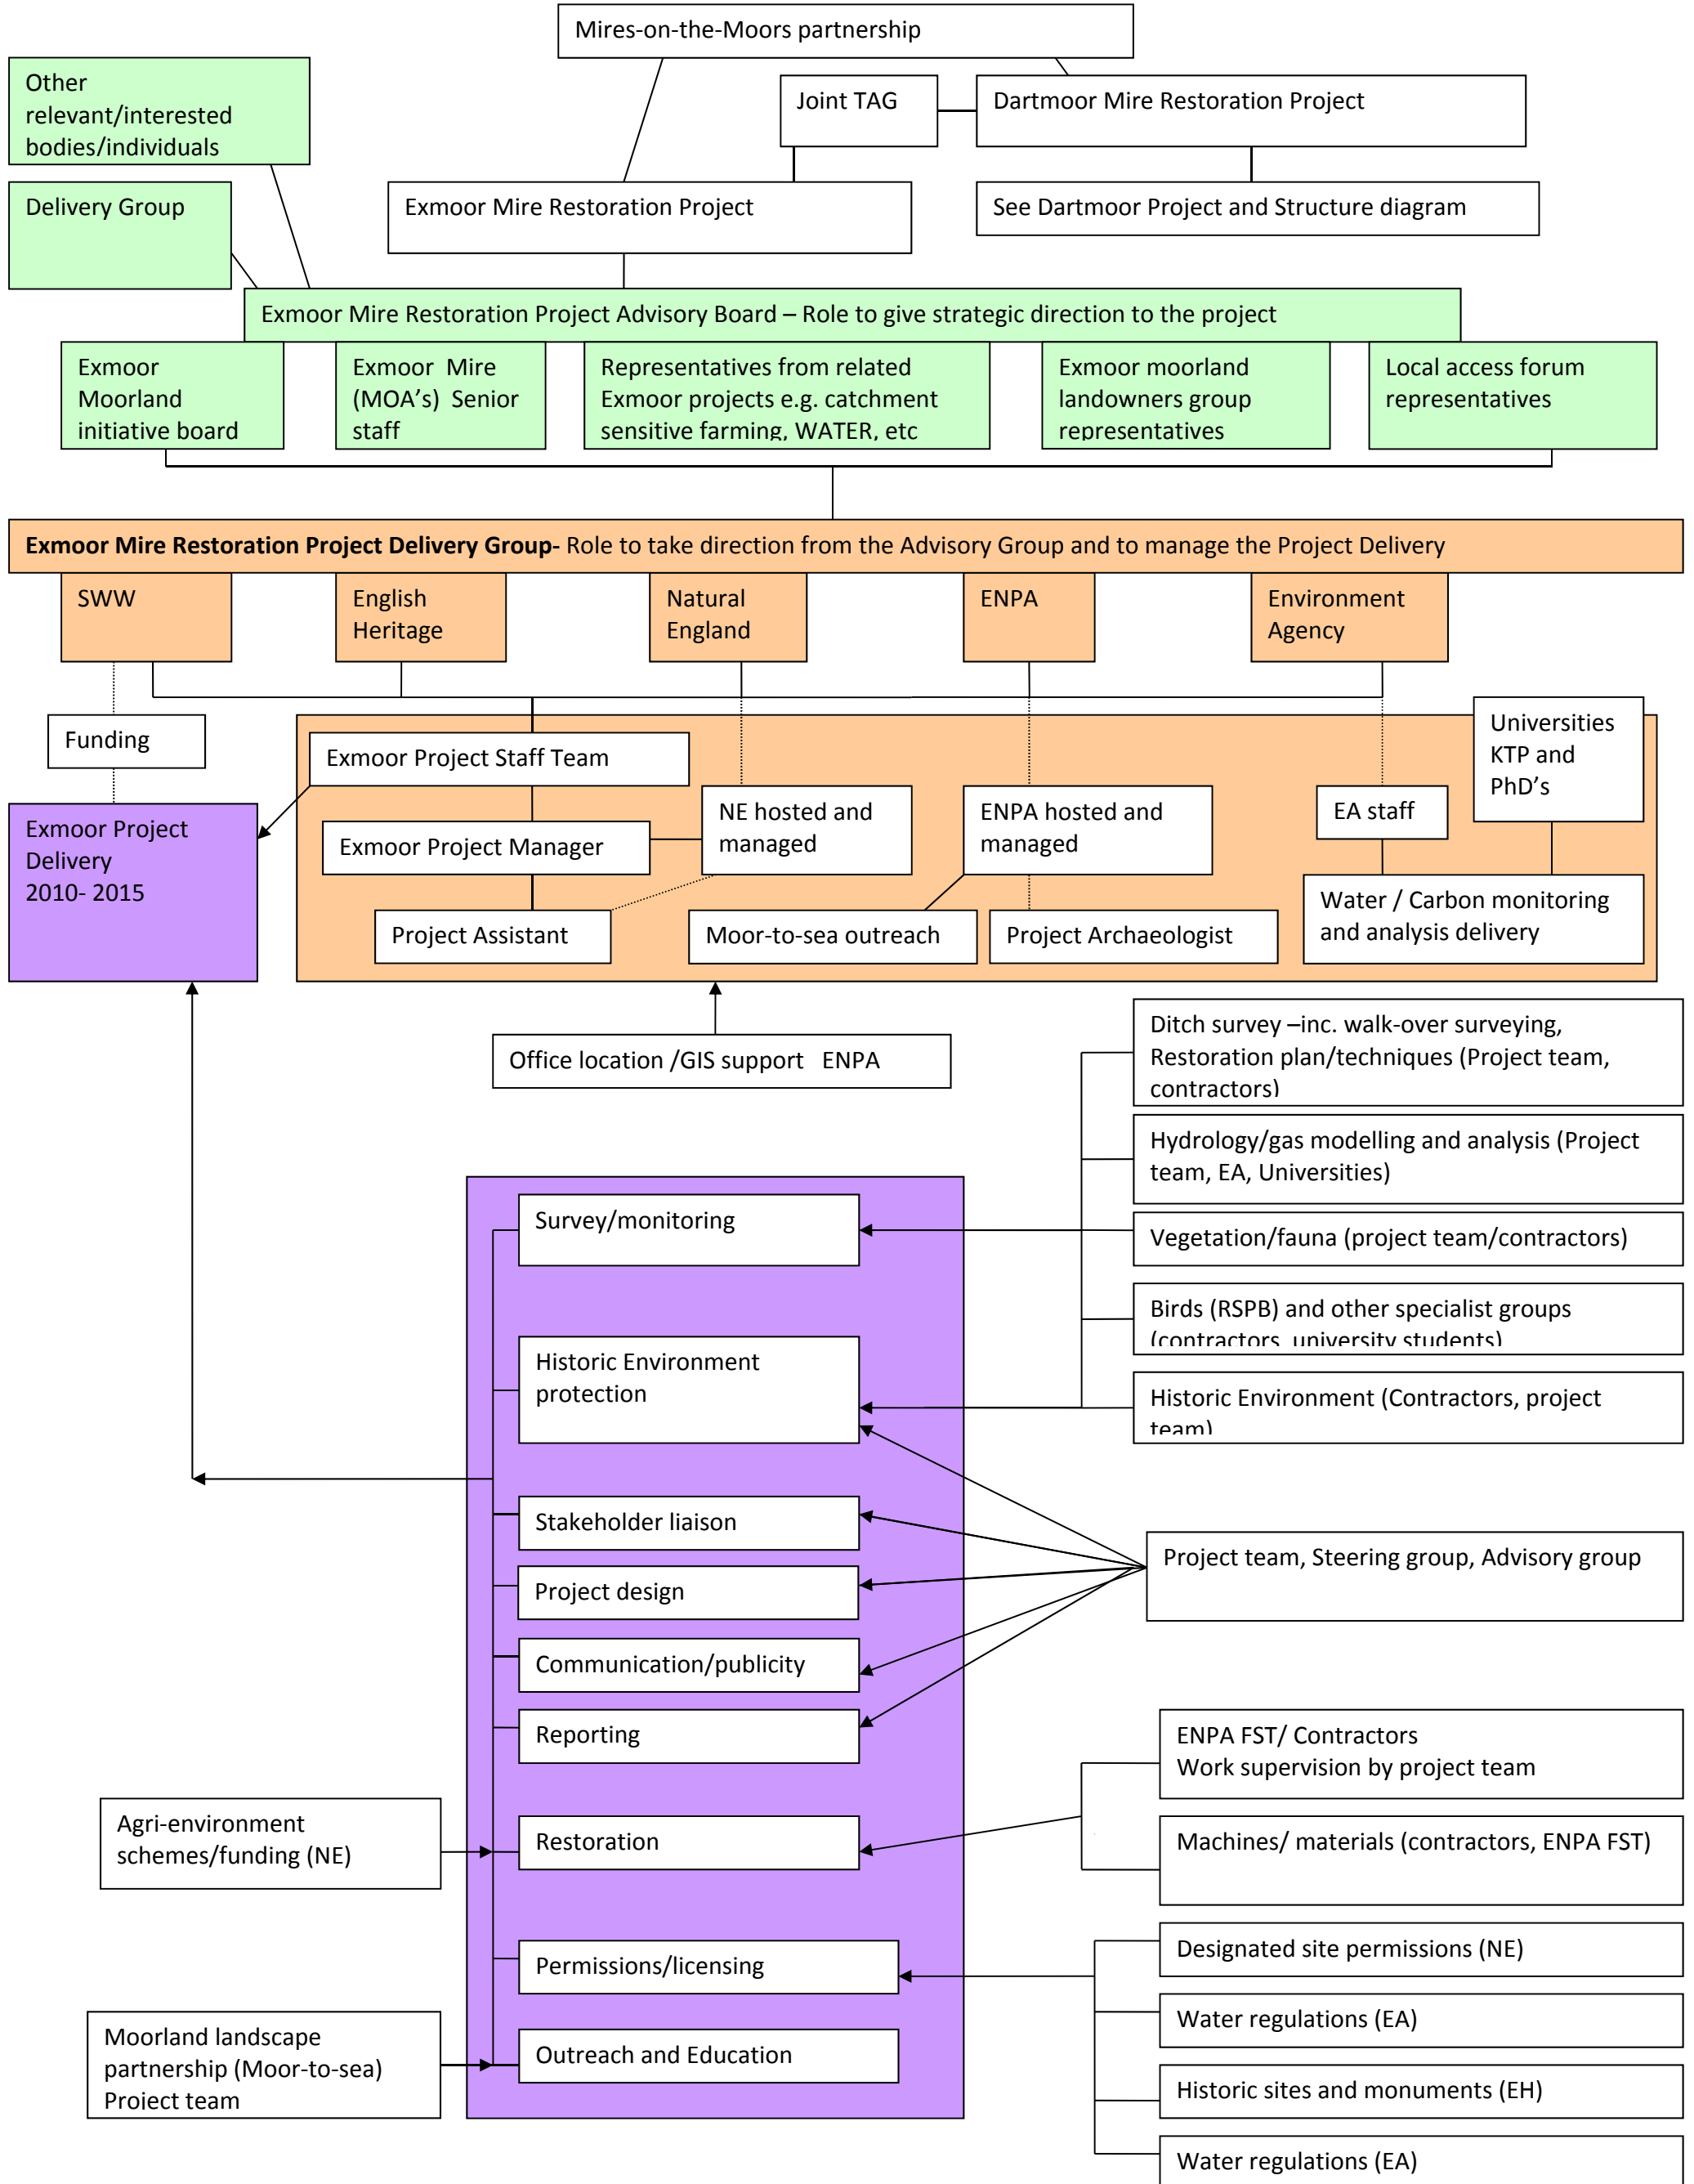 Mires-on-the-Moors partnership
Other
relevant/interested
bodies/individuals
Joint TAG
Dartmoor Mire Restoration Project
Delivery Group
Exmoor Mire Restoration Project
See Dartmoor Project and Structure diagram
Exmoor Mire Restoration Project Advisory Board – Role to give strategic direction to the project
Exmoor
Moorland
initiative board
Exmoor Mire
(MOA's) Senior
staff
Representatives from related
Exmoor projects e.g. catchment
sensitive farming, WATER, etc
Exmoor moorland
landowners group
representatives
Local access forum
representatives
Exmoor Mire Restoration Project Delivery Group- Role to take direction from the Advisory Group and to manage the Project Delivery
SWW
English
Heritage
Natural
England
ENPA
Environment
Agency
Funding
Exmoor Project Staff Team
Universities
KTP and
PhD's
Exmoor Project
Delivery
2010- 2015
Exmoor Project Manager
NE hosted and
managed
ENPA hosted and
managed
EA staff
Project Assistant
Moor-to-sea outreach
Project Archaeologist
Water / Carbon monitoring
and analysis delivery
Office location /GIS support ENPA
Ditch survey –inc. walk-over surveying,
Restoration plan/techniques (Project team,
contractors)
Hydrology/gas modelling and analysis (Project
team, EA, Universities)
Survey/monitoring
Vegetation/fauna (project team/contractors)
Birds (RSPB) and other specialist groups
(contractors, university students)
Historic Environment
protection
Historic Environment (Contractors, project
team)
Stakeholder liaison
Project team, Steering group, Advisory group
Project design
Communication/publicity
Reporting
ENPA FST/ Contractors
Work supervision by project team
Agri-environment
schemes/funding (NE)
Restoration
Machines/ materials (contractors, ENPA FST)
Permissions/licensing
Designated site permissions (NE)
Water regulations (EA)
Moorland landscape
partnership (Moor-to-sea)
Project team
Outreach and Education
Historic sites and monuments (EH)
Water regulations (EA)